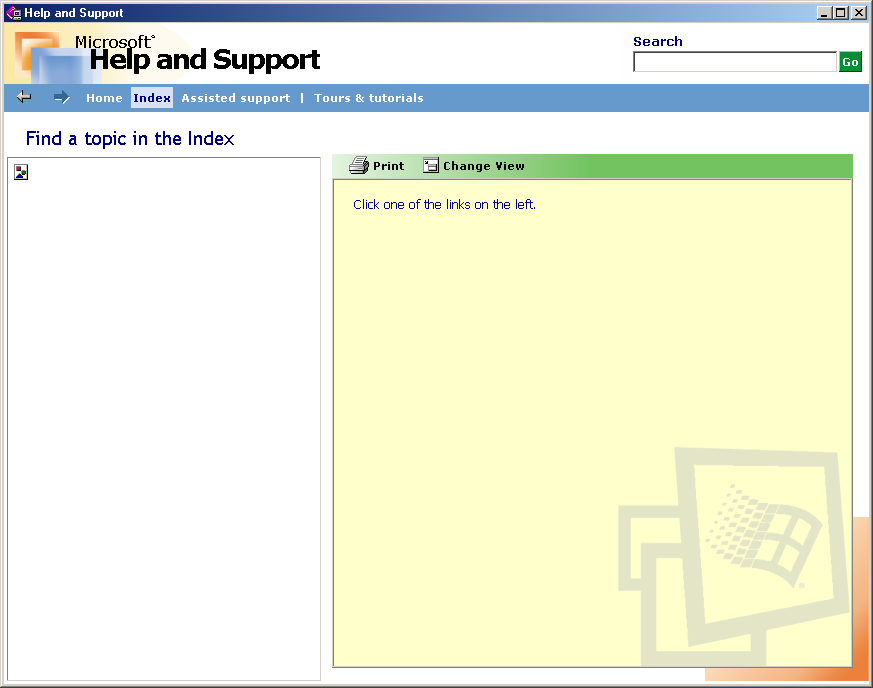 Help and Support
Microsoft®
Help and Support
Search
Go
Home Index Assisted support | Tours & tutorials
Find a topic in the Index
Print Change View
Click one of the links on the left.